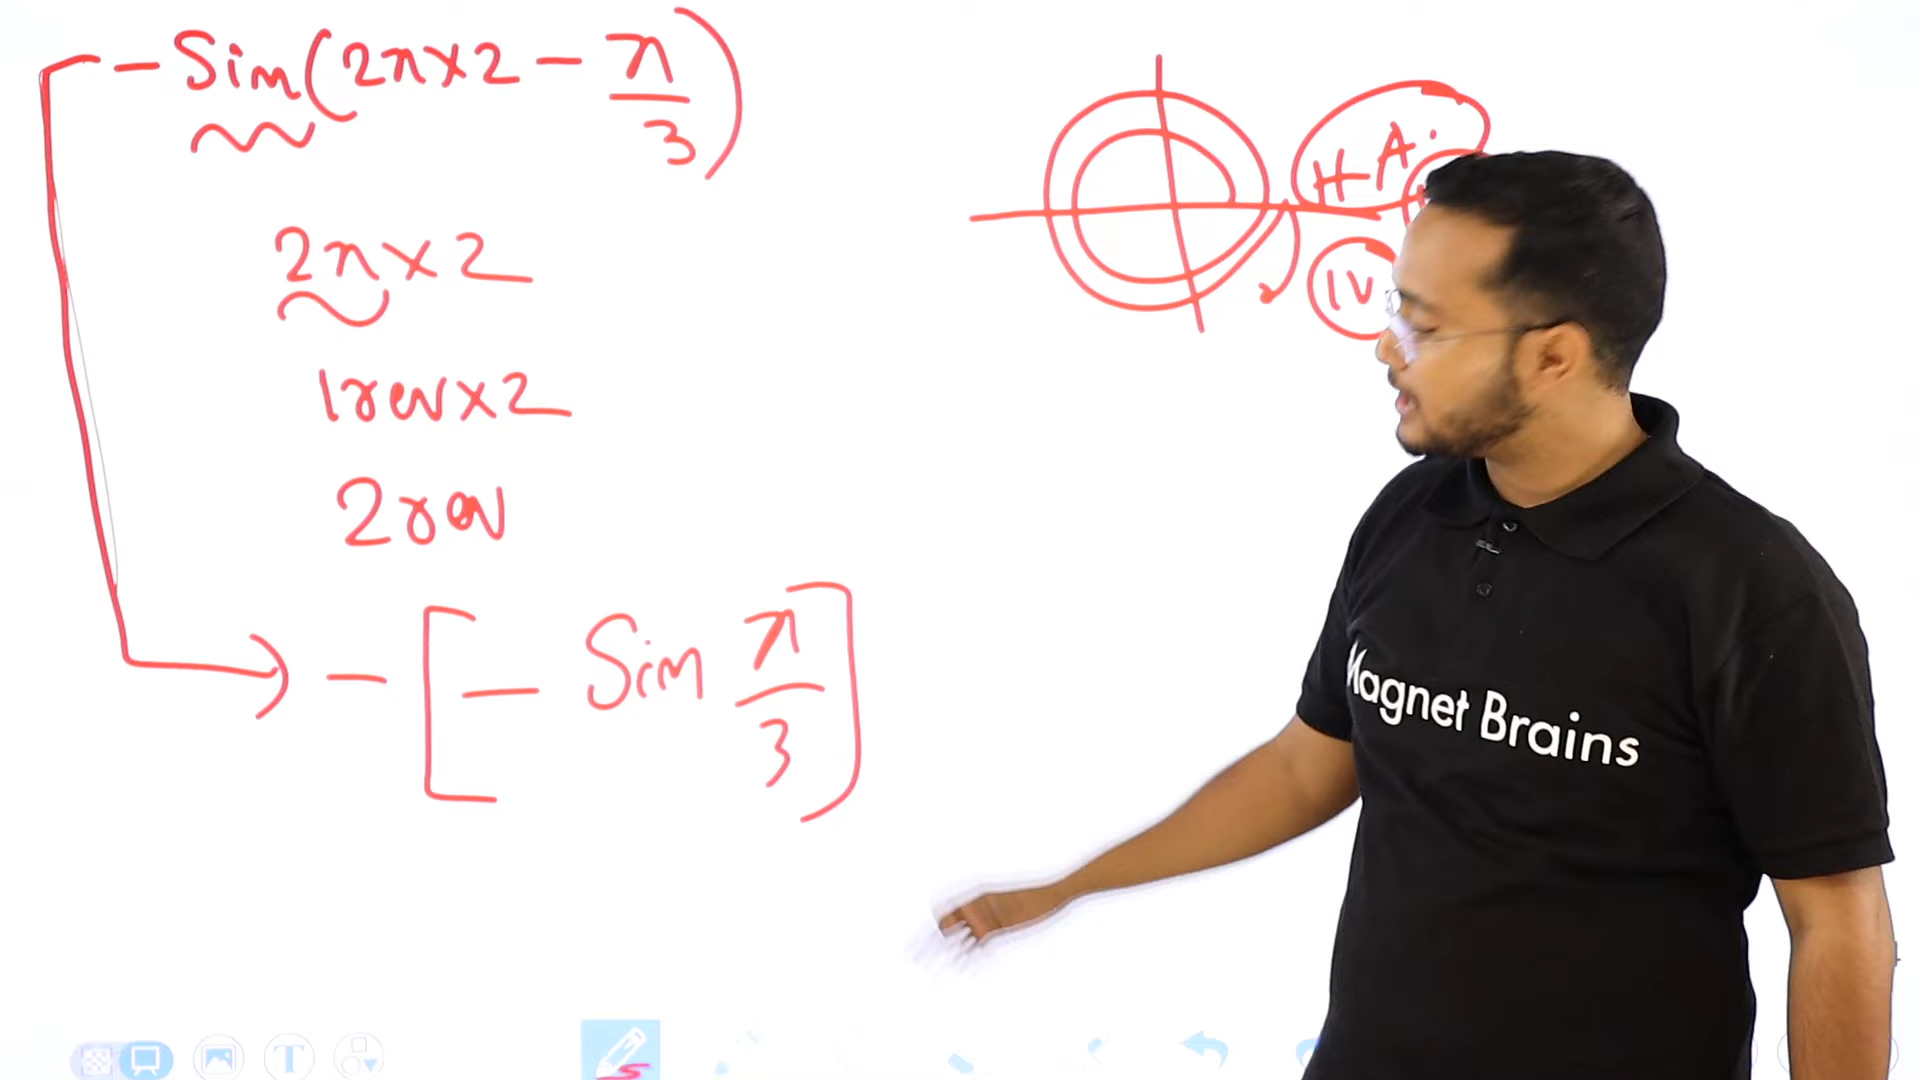 - Sin(2π×2 - π/3)
2π×2
1rev×2
2rev
- [- Sin π/3]
H A.
IV
Magnet Brains
T